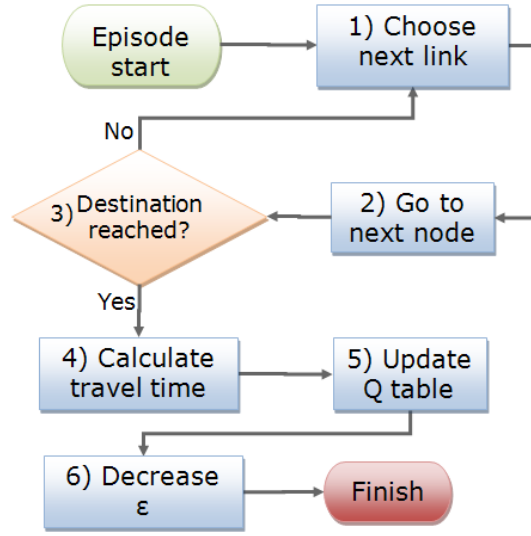 Episode
start
1) Choose
next link
No
3) Destination
reached?
2) Go to
next node
Yes
4) Calculate
travel time
5) Update
Q table
6) Decrease
ε
Finish